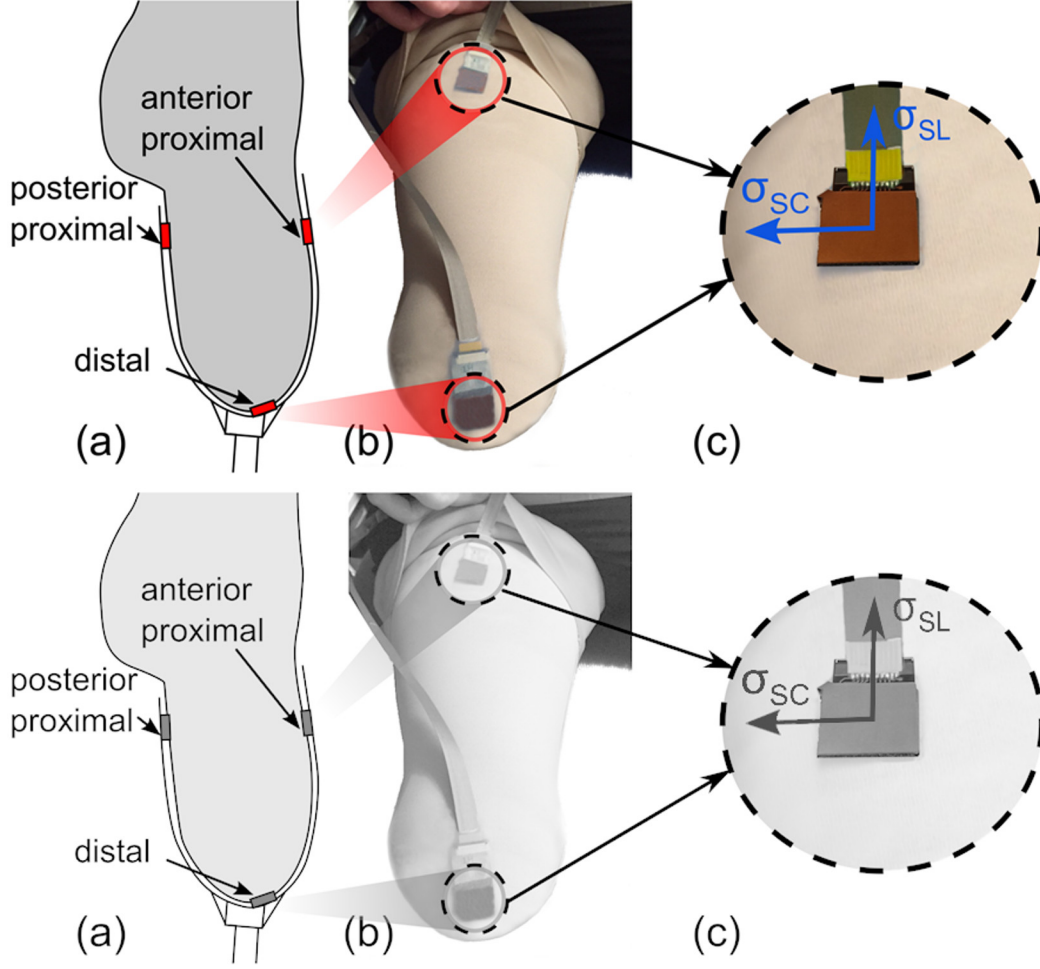 anterior
proximal
posterior
proximal
distal
(a)
(b)
σSL
σSC
(c)
anterior
proximal
posterior
proximal
distal
(a)
(b)
σSL
σSC
(c)